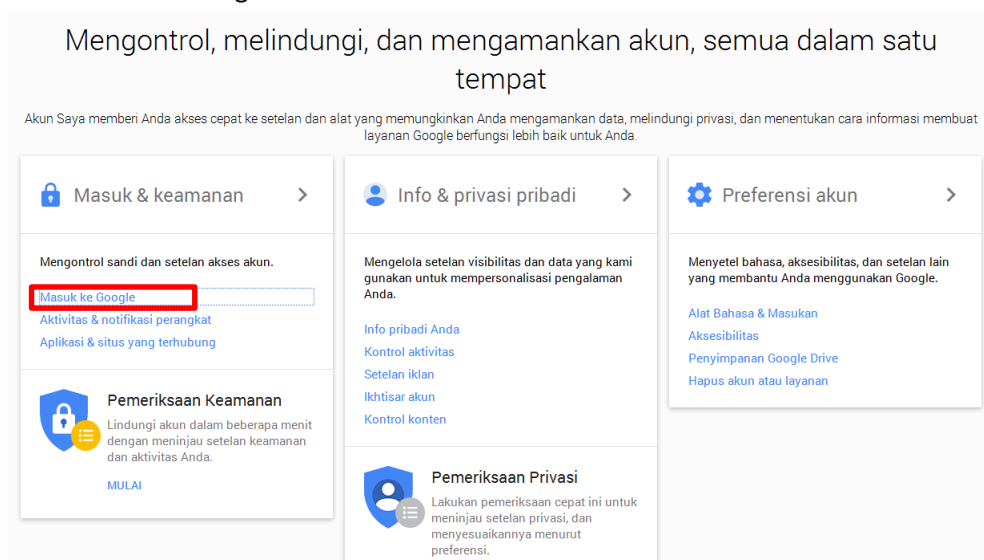 Mengontrol, melindungi, dan mengamankan akun, semua dalam satu
tempat
Akun Saya memberi Anda akses cepat ke setelan dan alat yang memungkinkan Anda mengamankan data, melindungi privasi, dan menentukan cara informasi membuat
layanan Google berfungsi lebih baik untuk Anda.
Masuk & keamanan
Mengontrol sandi dan setelan akses akun.
Masuk ke Google
Aktivitas & notifikasi perangkat
Aplikasi & situs yang terhubung
Pemeriksaan Keamanan
Lindungi akun dalam beberapa menit
dengan meninjau setelan keamanan
dan aktivitas Anda.
MULAI
Info & privasi pribadi
Mengelola setelan visibilitas dan data yang kami
gunakan untuk mempersonalisasi pengalaman
Anda.
Info pribadi Anda
Kontrol aktivitas
Setelan iklan
Ikhtisar akun
Kontrol konten
Pemeriksaan Privasi
Lakukan pemeriksaan cepat ini untuk
meninjau setelan privasi, dan
menyesuaikannya menurut
preferensi.
Preferensi akun
Menyetel bahasa, aksesibilitas, dan setelan lain
yang membantu Anda menggunakan Google.
Alat Bahasa & Masukan
Aksesibilitas
Penyimpanan Google Drive
Hapus akun atau layanan